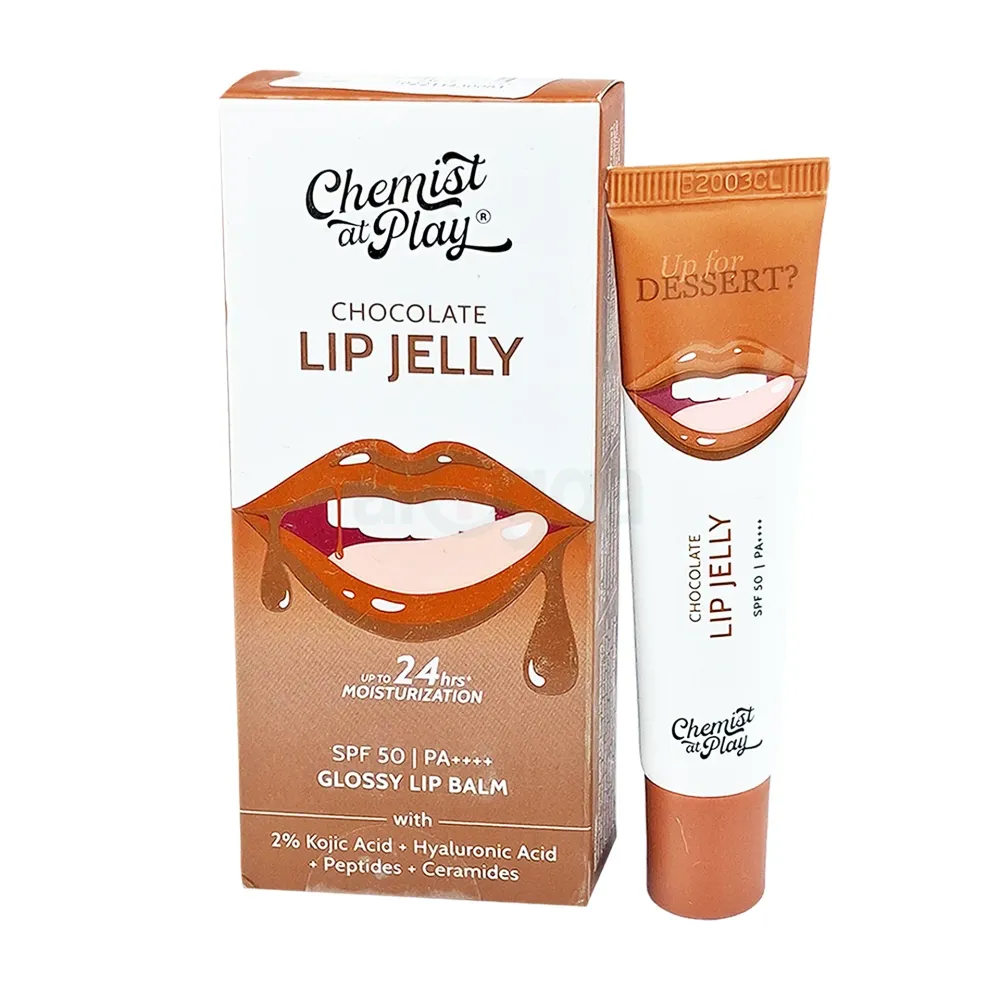 Chemist
at Play®
CHOCOLATE
LIP JELLY
UP TO 24hrs*
MOISTURIZATION
SPF 50 | PA++++
GLOSSY LIP BALM
with
2% Kojic Acid + Hyaluronic Acid
+ Peptides + Ceramides
B2003CL
Up for
DESSERT?
CHOCOLATE
LIP JELLY
SPF 50 | PA++++
Chemist
at Play